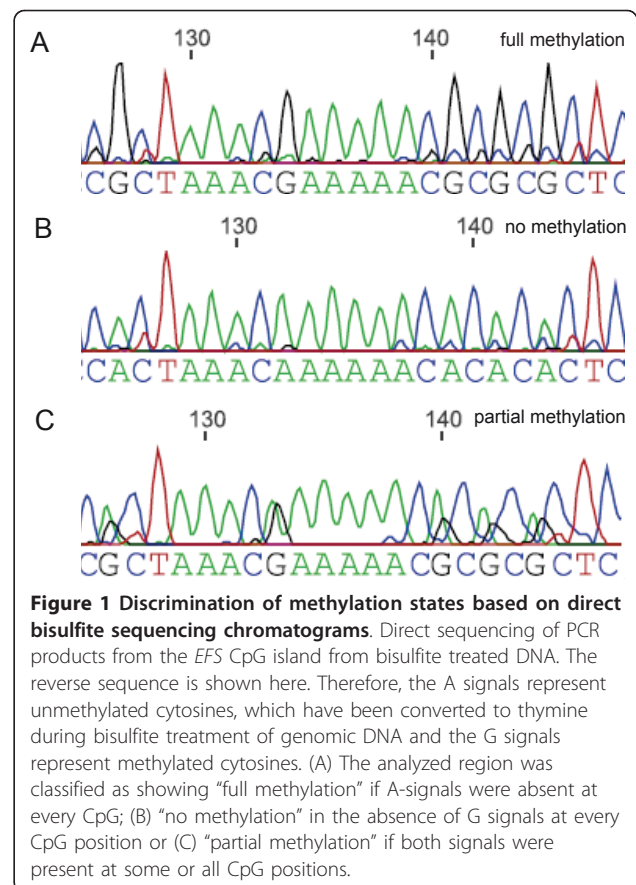 A 130 140 full methylation
CGCTAAACGAAAAACGCGCGCTC
B 130 140 no methylation
CACTAAACAAAAAACACACACTC
C 130 140 partial methylation
CGCTAAACGAAAAACGCGCGCTC
Figure 1 Discrimination of methylation states based on direct
bisulfite sequencing chromatograms. Direct sequencing of PCR
products from the EFS CpG island from bisulfite treated DNA. The
reverse sequence is shown here. Therefore, the A signals represent
unmethylated cytosines, which have been converted to thymine
during bisulfite treatment of genomic DNA and the G signals
represent methylated cytosines. (A) The analyzed region was
classified as showing “full methylation” if A-signals were absent at
every CpG; (B) “no methylation” in the absence of G signals at every
CpG position or (C) “partial methylation” if both signals were
present at some or all CpG positions.